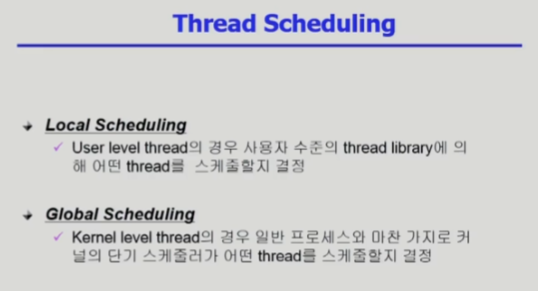 Thread Scheduling
Local Scheduling
User level thread의 경우 사용자 수준의 thread library에 의
해 어떤 thread를 스케줄할지 결정
Global Scheduling
Kernel level thread의 경우 일반 프로세스와 마찬 가지로 커
널의 단기 스케줄러가 어떤 thread를 스케줄할지 결정